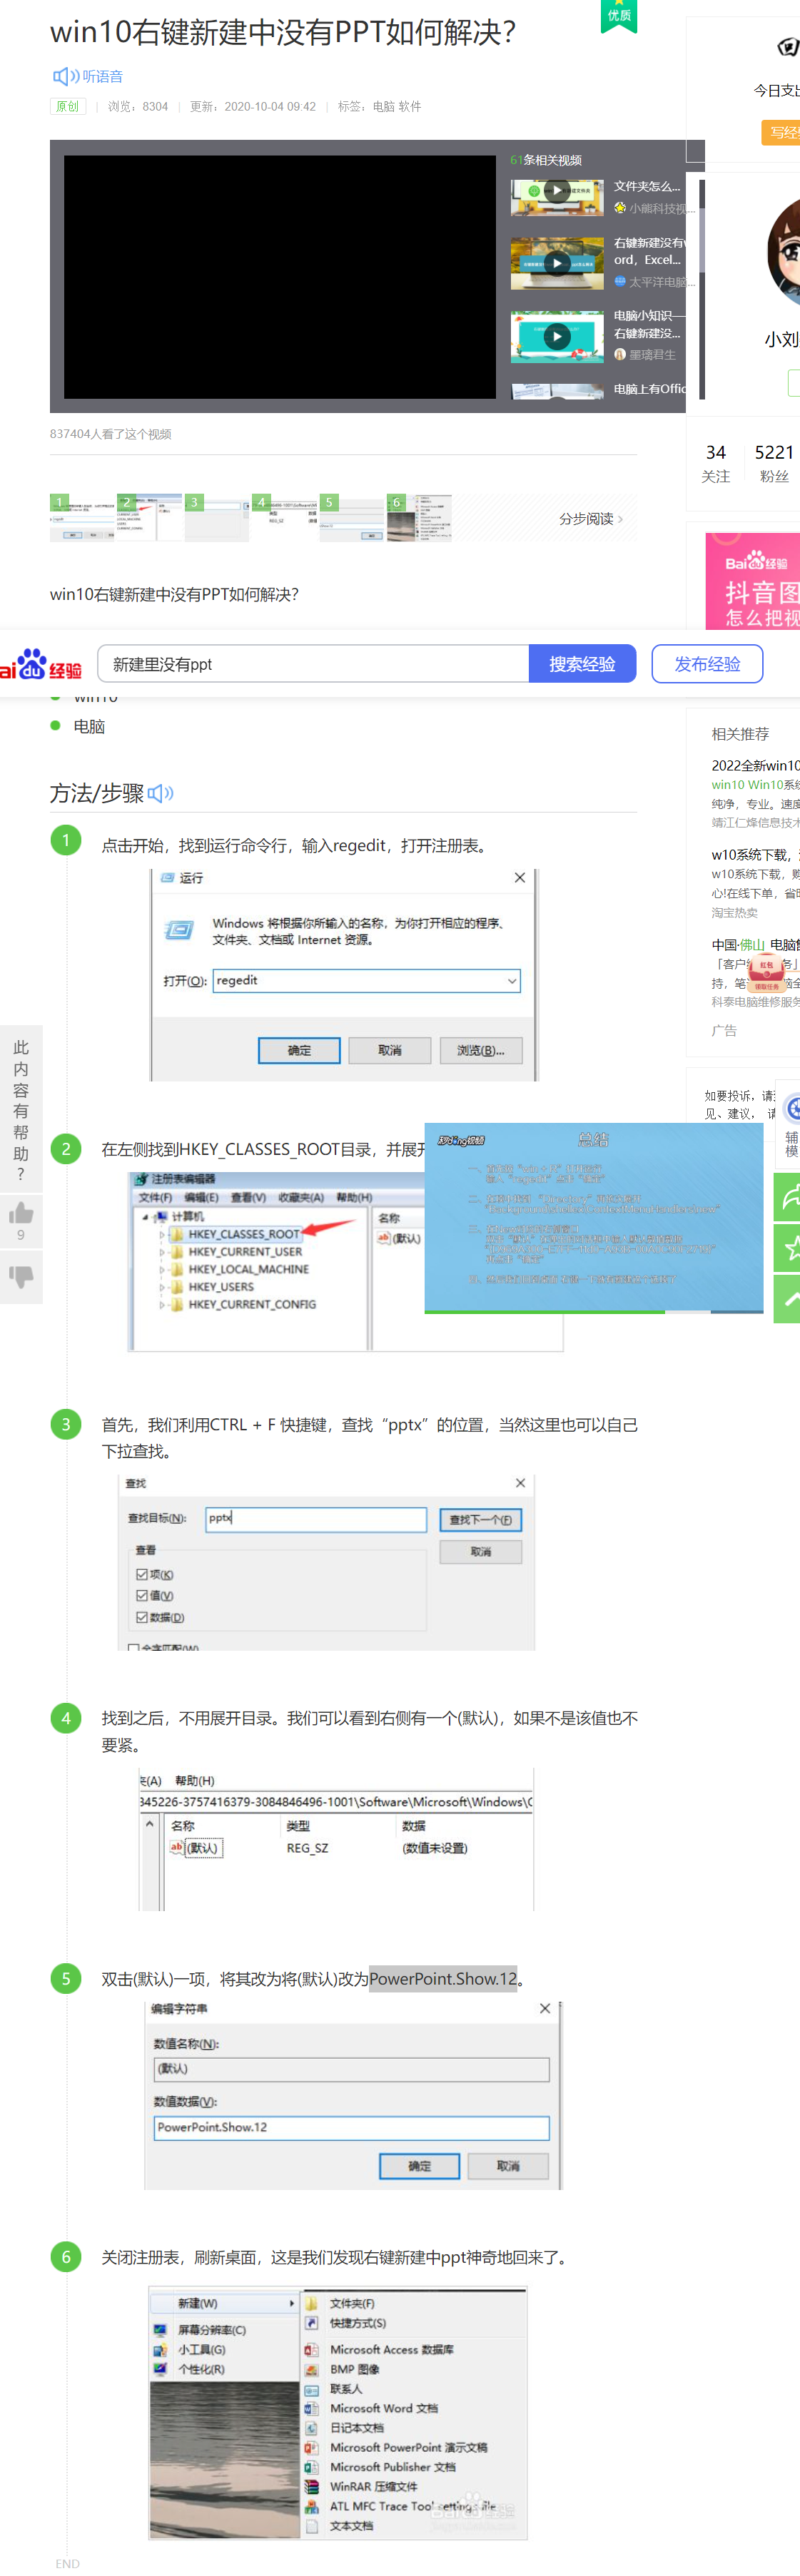 win10右键新建中没有PPT如何解决?
优质
听语音
原创 | 浏览：8304 | 更新：2020-10-04 09:42 | 标签：电脑 软件
今日支出
写经验
61条相关视频
文件夹怎么...
小熊科技视...
右键新建没有w
ord，Excel...
太平洋电脑...
电脑小知识——
右键新建没...
墨璃君生
电脑上有Offic
小刘
837404人看了这个视频
34
5221
关注
粉丝
1
2
3
4
5
6
分步阅读
Bai 经验
抖音图
怎么把视
win10右键新建中没有PPT如何解决?
ai du 经验
新建里没有ppt
搜索经验
发布经验
win10
电脑
相关推荐
2022全新win10
win10 Win10系统
纯净，专业。速度
靖江仁烽信息技术
w10系统下载，
w10系统下载，购
心!在线下单，省时
淘宝热卖
中国·佛山 电脑售
红包
领取任务
科泰电脑维修服务
广告
方法/步骤
1
点击开始，找到运行命令行，输入regedit，打开注册表。
运行
Windows 将根据你所输入的名称，为你打开相应的程序、
文件夹、文档或 Internet 资源。
打开(O):
regedit
确定
取消
浏览(B)...
此内容有帮助?
9
如要投诉，请到
见、建议， 请
辅
模
2
在左侧找到HKEY_CLASSES_ROOT目录，并展开
注册表编辑器
文件(F) 编辑(E) 查看(V) 收藏夹(A) 帮助(H)
计算机
HKEY_CLASSES_ROOT
HKEY_CURRENT_USER
HKEY_LOCAL_MACHINE
HKEY_USERS
HKEY_CURRENT_CONFIG
名称
(默认)
总结
3
首先，我们利用CTRL + F 快捷键，查找“pptx”的位置，当然这里也可以自己
下拉查找。
查找
查找目标(N):
pptx
查找下一个(F)
取消
查看
项(K)
值(V)
数据(D)
全字匹配(W)
4
找到之后，不用展开目录。我们可以看到右侧有一个(默认)，如果不是该值也不
要紧。
夹(A) 帮助(H)
345226-3757416379-3084846496-1001\Software\Microsoft\Windows\C
名称 类型 数据
(默认) REG_SZ (数值未设置)
5
双击(默认)一项，将其改为将(默认)改为PowerPoint.Show.12。
编辑字符串
数值名称(N):
(默认)
数值数据(V):
PowerPoint.Show.12
确定
取消
6
关闭注册表，刷新桌面，这是我们发现右键新建中ppt神奇地回来了。
新建(W)
屏幕分辨率(C)
小工具(G)
个性化(R)
文件夹(F)
快捷方式(S)
Microsoft Access 数据库
BMP 图像
联系人
Microsoft Word 文档
日记本文档
Microsoft PowerPoint 演示文稿
Microsoft Publisher 文档
WinRAR 压缩文件
ATL MFC Trace Tool setting file
文本文档
END